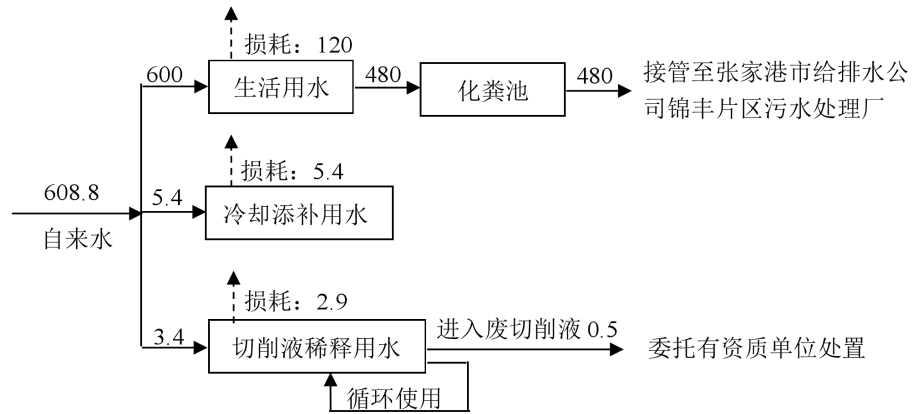 损耗：120
600
生活用水
480
化粪池
480
接管至张家港市给排水公
司锦丰片区污水处理厂
损耗：5.4
608.8
自来水
5.4
冷却添补用水
损耗：2.9
3.4
切削液稀释用水
进入废切削液 0.5
委托有资质单位处置
循环使用